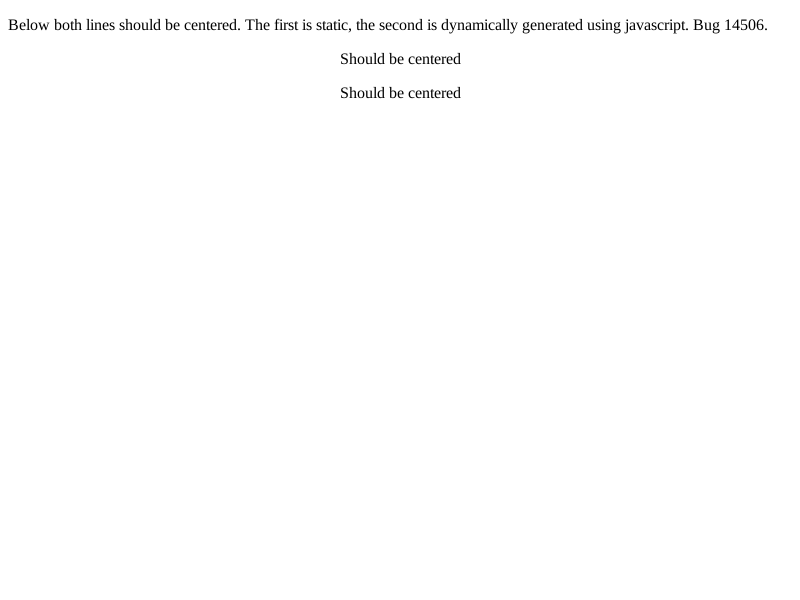 Below both lines should be centered. The first is static, the second is dynamically generated using javascript. Bug 14506.
Should be centered
Should be centered